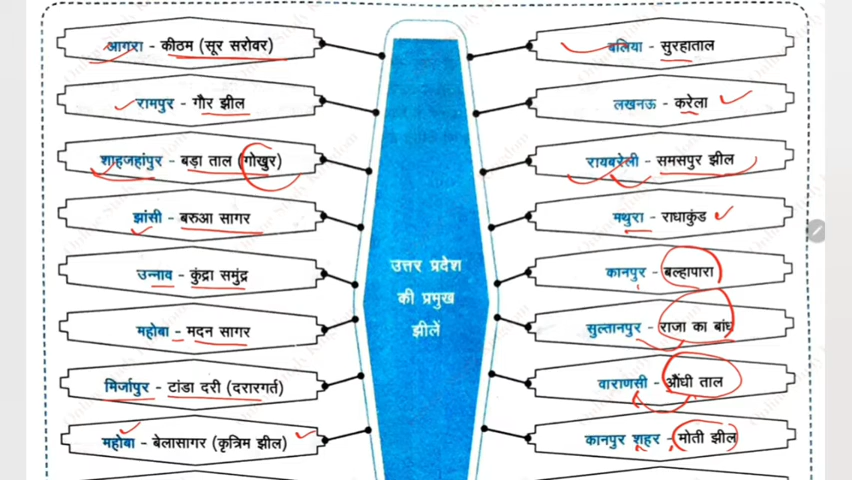 आगरा - कीठम (सूर सरोवर)
रामपुर - गौर झील
शाहजहांपुर - बड़ा ताल (गोखुर)
झांसी - बरुआ सागर
उन्नाव - कुंद्रा समुंद्र
महोबा - मदन सागर
मिर्जापुर - टांडा दरी (दरारगर्त)
महोबा - बेलासागर (कृत्रिम झील)
उत्तर प्रदेश
की प्रमुख
झीलें
बलिया - सुरहाताल
लखनऊ - करेला
रायबरेली - समसपुर झील
मथुरा - राधाकुंड
कानपुर - बल्हापारा
सुल्तानपुर - राजा का बांध
वाराणसी - औंधी ताल
कानपुर शहर - मोती झील